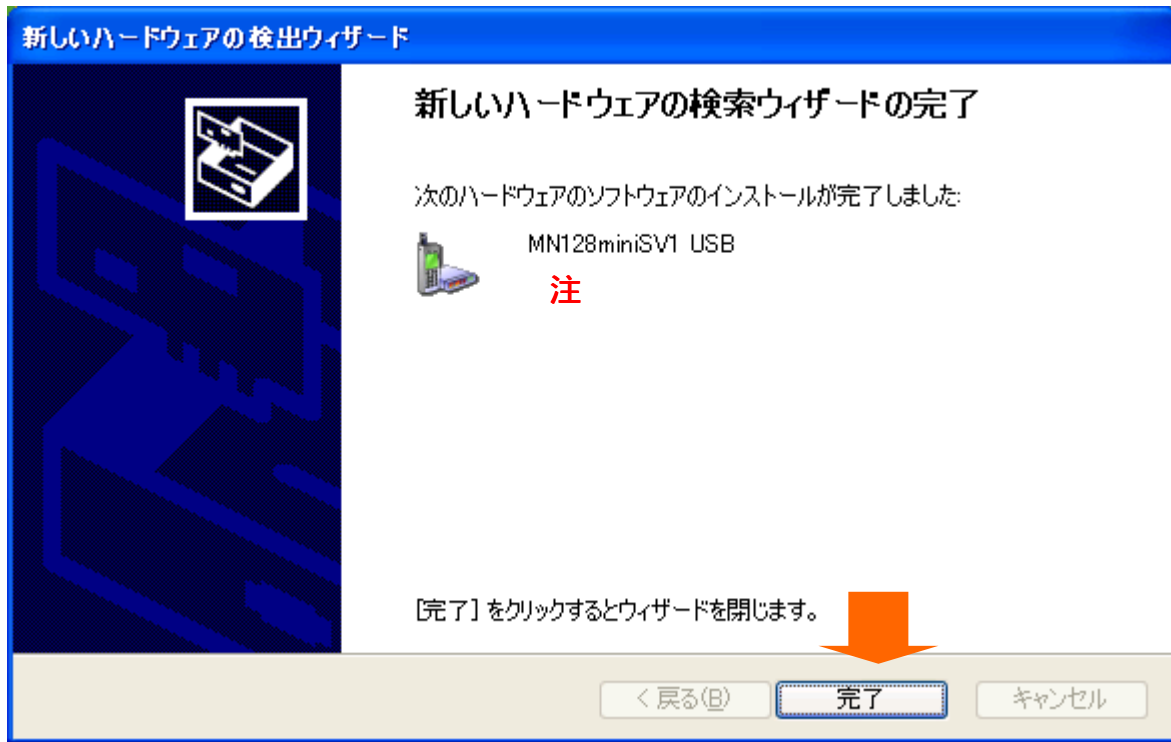 新しいハードウェアの検出ウィザード
新しいハードウェアの検索ウィザードの完了
次のハードウェアのソフトウェアのインストールが完了しました:
MN128miniSV1 USB
注
[完了] をクリックするとウィザードを閉じます。
< 戻る(B)
完了
キャンセル